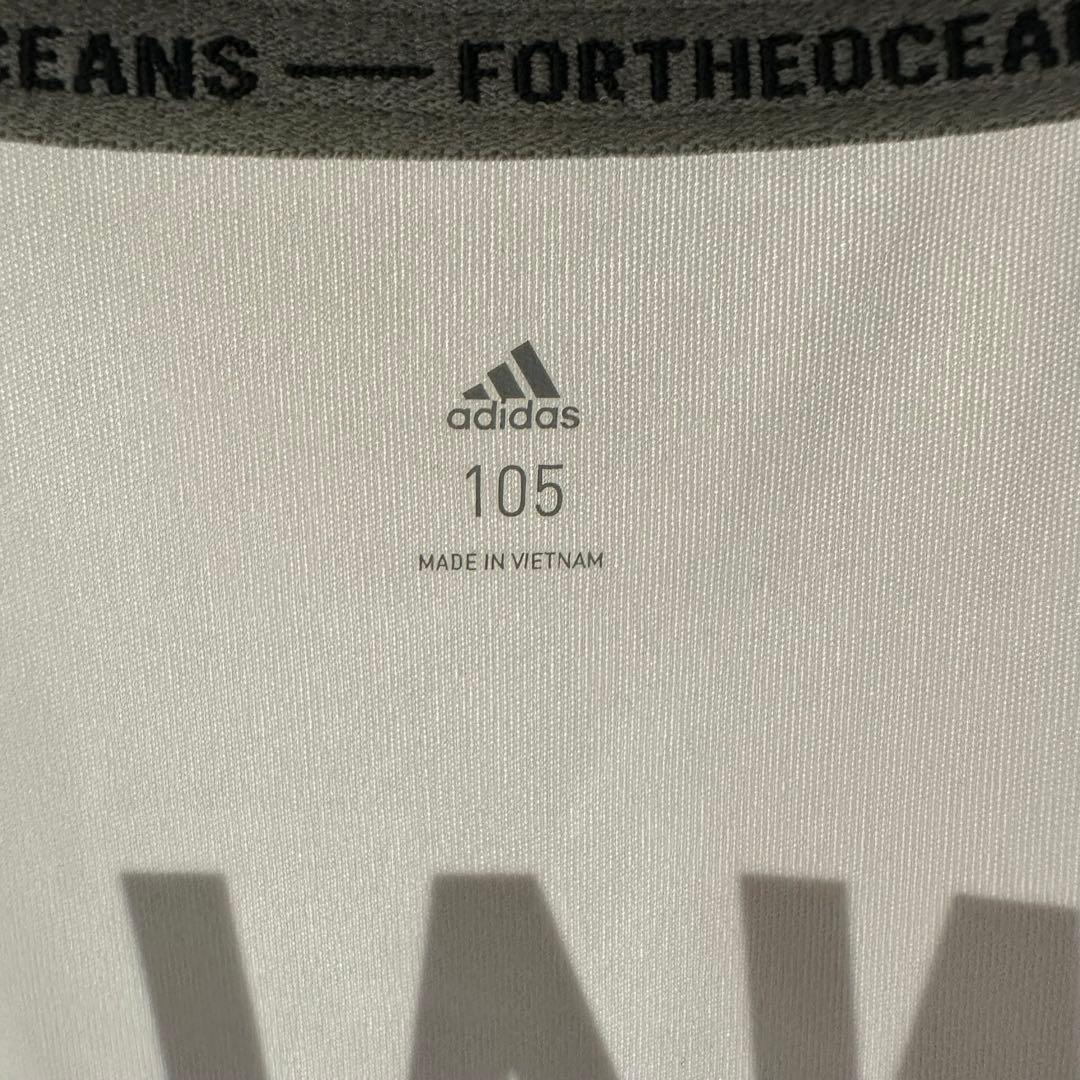 CEANS — FORTHEOCEA
adidas
105
MADE IN VIETNAM